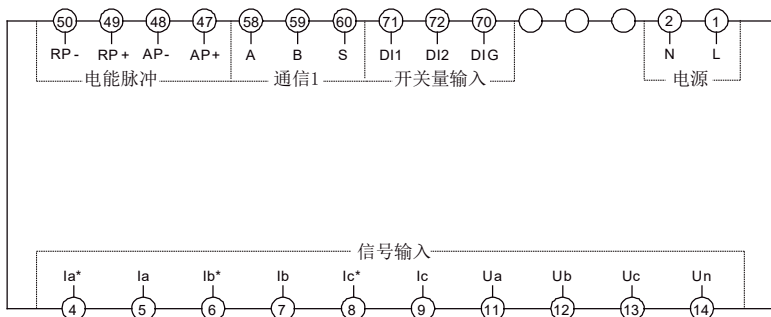 50 49 48 47 58 59 60 71 72 70 2 1
RP- RP+ AP- AP+ A B S DI1 DI2 DIG N L
电能脉冲 通信1 开关量输入 电源
信号输入
Ia* Ia Ib* Ib Ic* Ic Ua Ub Uc Un
4 5 6 7 8 9 11 12 13 14